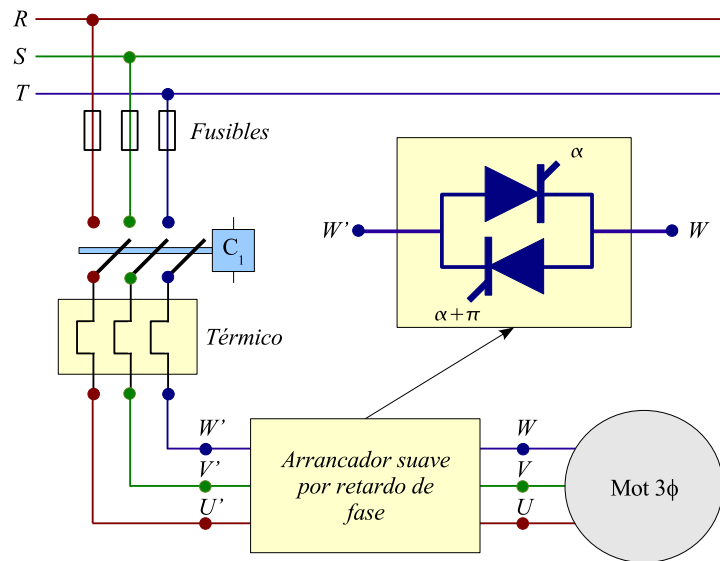 R
S
T
Fusibles
α
W’
W
α+π
C1
Térmico
W’
V’
U’
Arrancador suave
por retardo de
fase
W
V
U
Mot 3ϕ